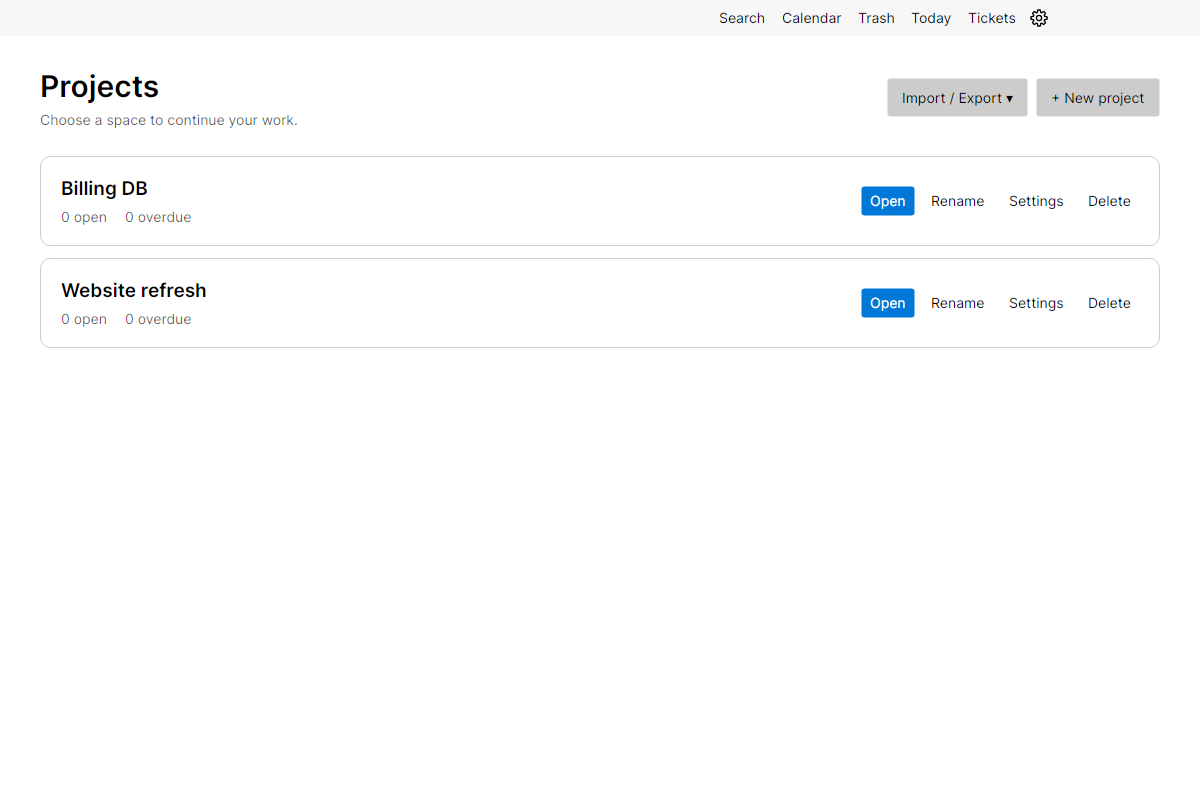 Search Calendar Trash Today Tickets
Projects
Choose a space to continue your work.
Import / Export ▾ + New project
Billing DB
0 open 0 overdue
Open Rename Settings Delete
Website refresh
0 open 0 overdue
Open Rename Settings Delete